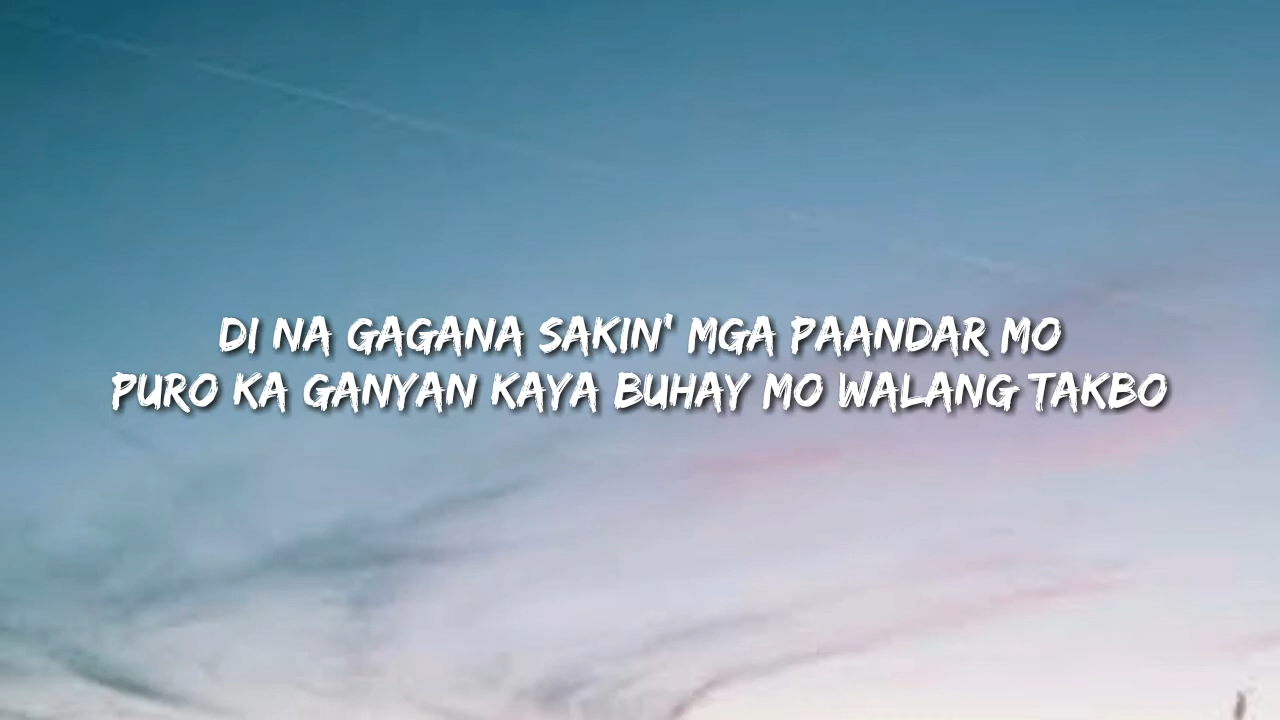 DI NA GAGANA SAKIN' MGA PAANDAR MO
PURO KA GANYAN KAYA BUHAY MO WALANG TAKBO